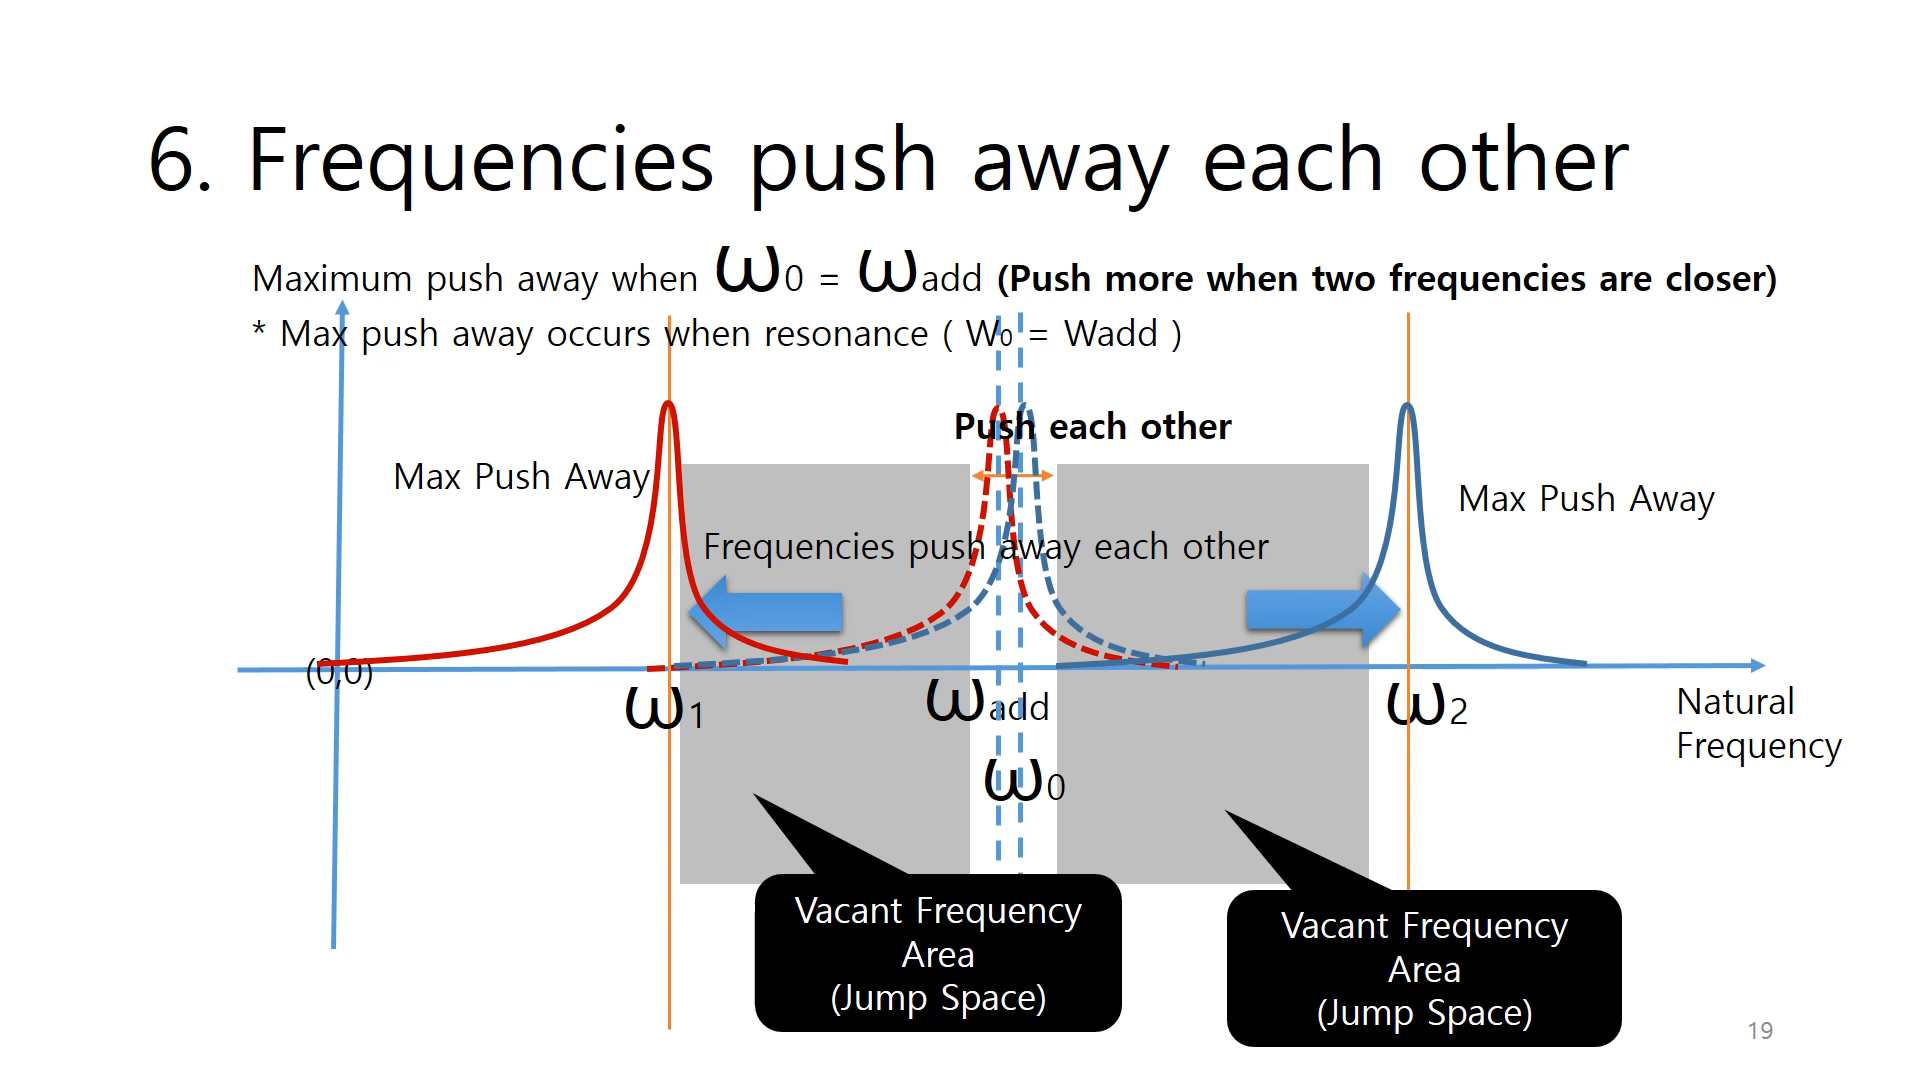 6. Frequencies push away each other
Maximum push away when ω0 = ωadd (Push more when two frequencies are closer)
* Max push away occurs when resonance ( W0 = Wadd )
Push each other
Max Push Away
Max Push Away
Frequencies push away each other
(0,0)
ω1
ωadd
ω2
Natural
Frequency
ω0
Vacant Frequency
Area
(Jump Space)
Vacant Frequency
Area
(Jump Space)
19